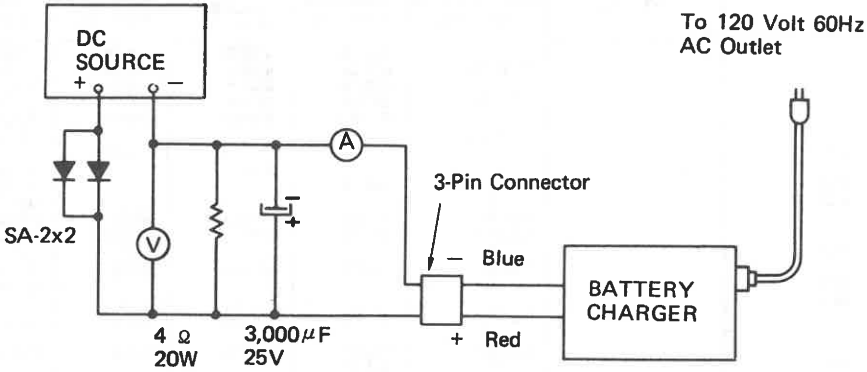 DC
SOURCE
+ −
To 120 Volt 60Hz
AC Outlet
A
3-Pin Connector
SA-2x2
V
−
+
− Blue
BATTERY
CHARGER
+ Red
4 Ω
20W
3,000μF
25V